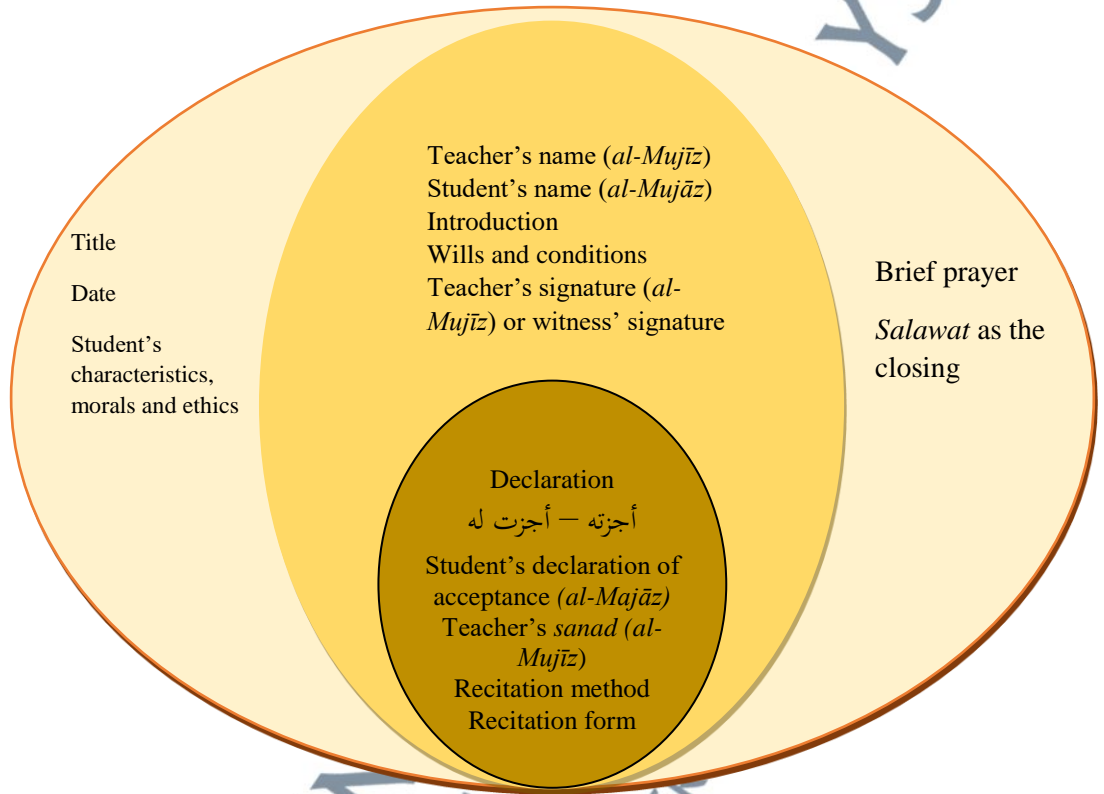 Title
Date
Student's
characteristics,
morals and ethics
Teacher's name (al-Mujīz)
Student's name (al-Mujāz)
Introduction
Wills and conditions
Teacher's signature (al-
Mujīz) or witness' signature
Brief prayer
Salawat as the
closing
Declaration
أجزته – أجزت له
Student's declaration of
acceptance (al-Majāz)
Teacher's sanad (al-
Mujīz)
Recitation method
Recitation form